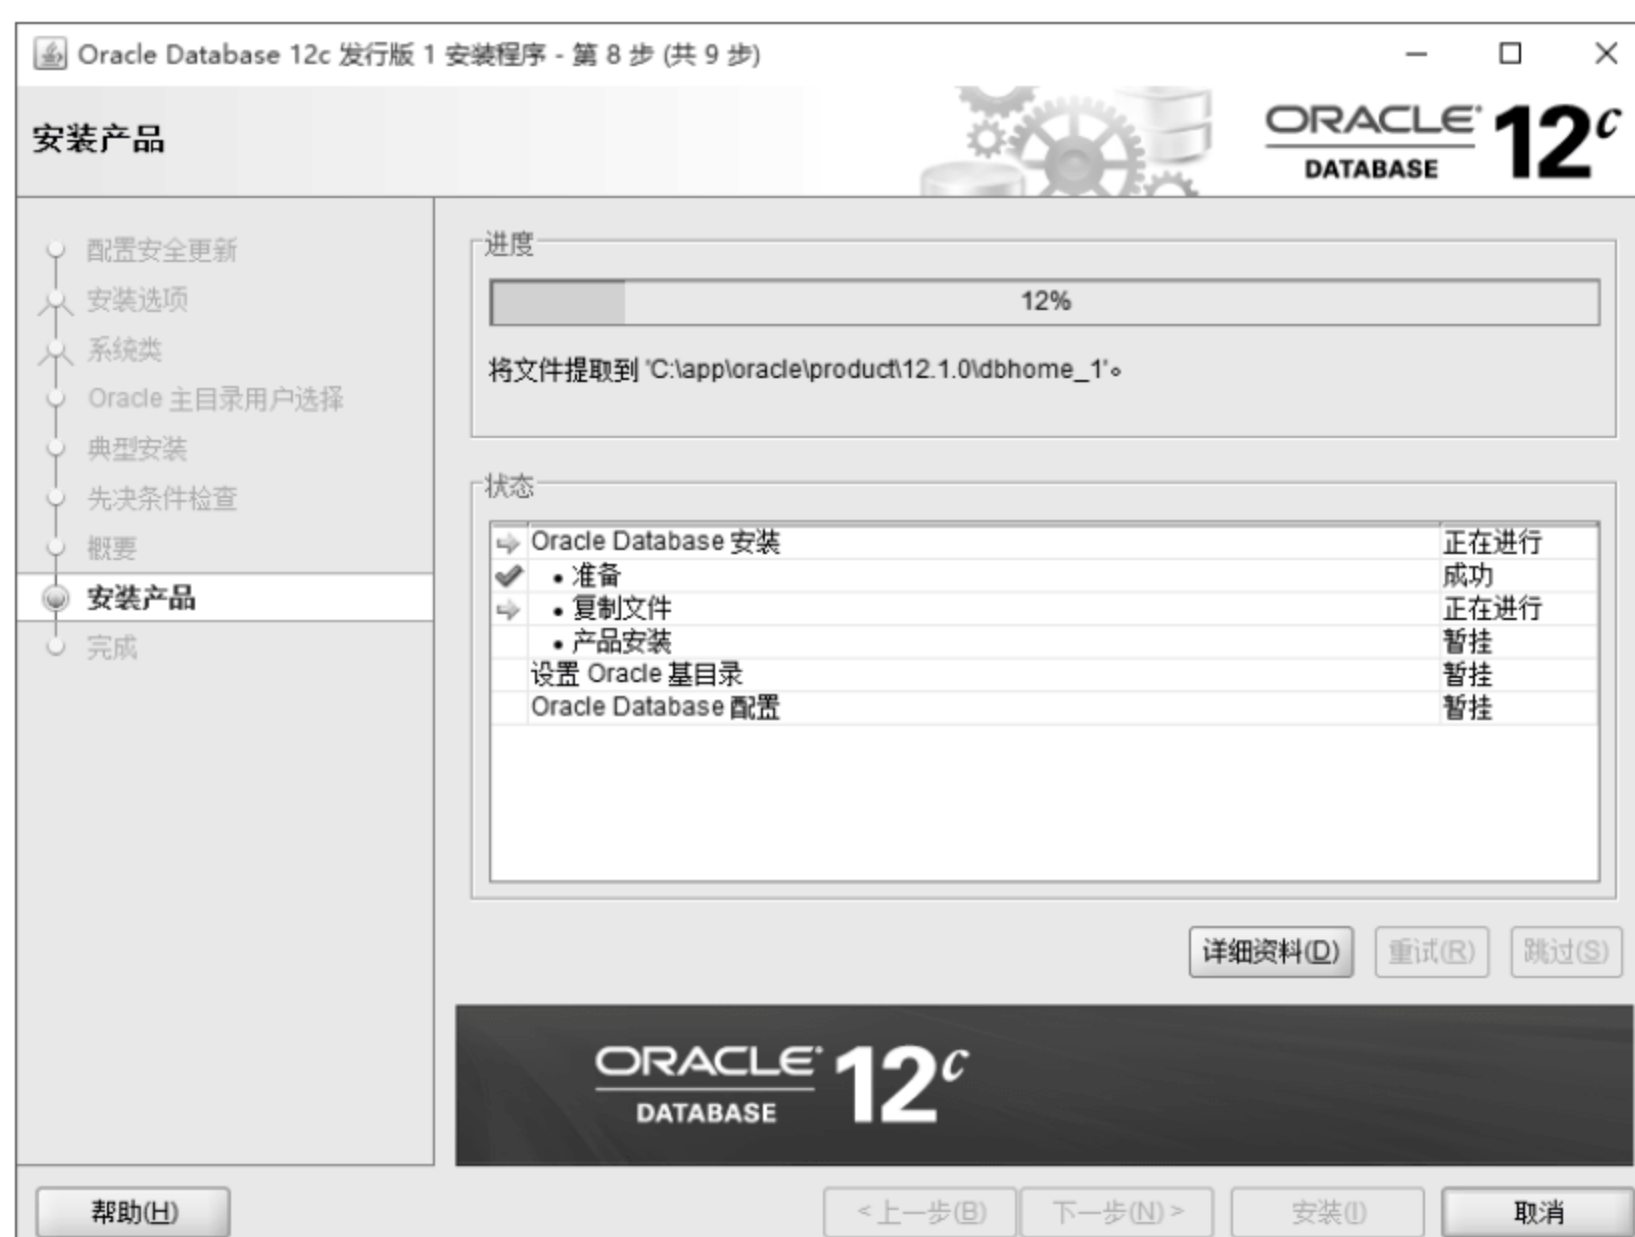 Oracle Database 12c 发行版 1 安装程序 - 第 8 步 (共 9 步)
安装产品
ORACLE 12c
DATABASE
配置安全更新
安装选项
系统类
Oracle 主目录用户选择
典型安装
先决条件检查
概要
安装产品
完成
进度
12%
将文件提取到 'C:\app\oracle\product\12.1.0\dbhome_1'。
状态
Oracle Database 安装 正在进行
• 准备 成功
• 复制文件 正在进行
• 产品安装 暂挂
设置 Oracle 基目录 暂挂
Oracle Database 配置 暂挂
详细资料(D) 重试(R) 跳过(S)
ORACLE 12c
DATABASE
帮助(H) <上一步(B) 下一步(N)> 安装(I) 取消